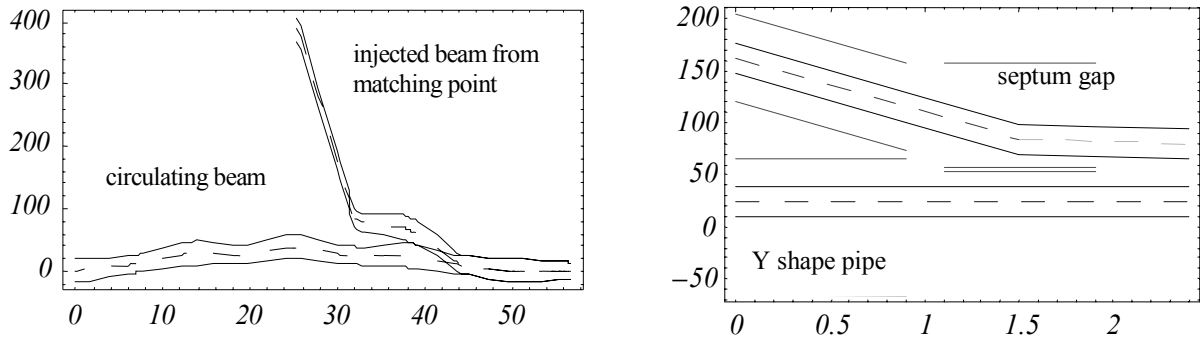 400
300
200
100
0
injected beam from
matching point
circulating beam
0 10 20 30 40 50
200
150
100
50
0
−50
septum gap
Y shape pipe
0 0.5 1 1.5 2